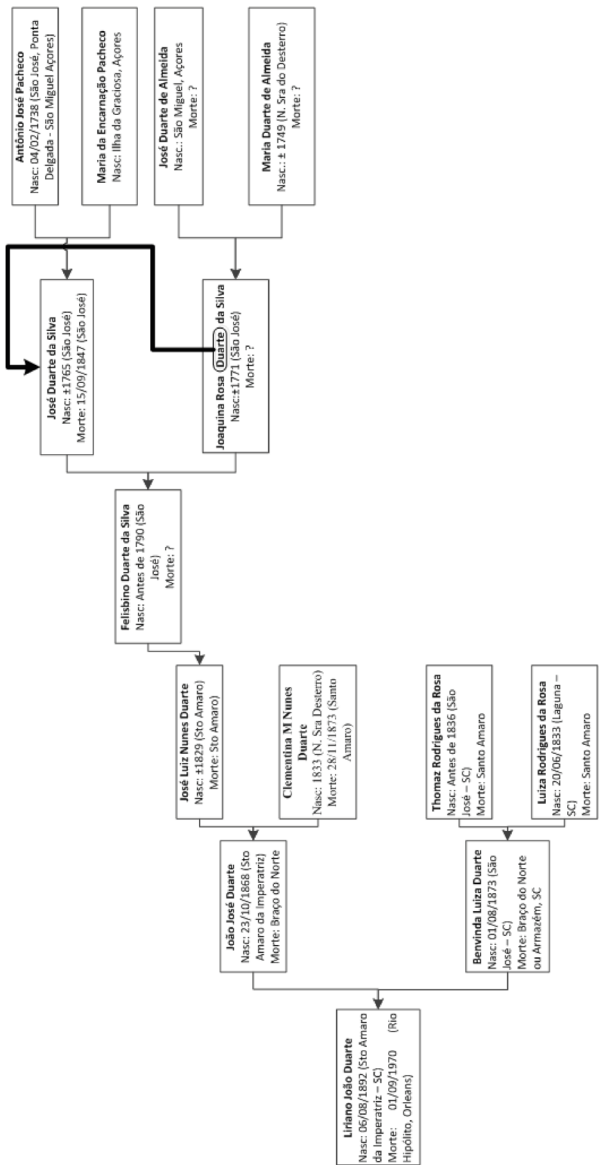 Liriano João Duarte
Nasc: 06/08/1892 (Sto Amaro
da Imperatriz – SC)
Morte: 01/09/1970 (Rio
Hipólito, Orleans)
João José Duarte
Nasc: 23/10/1868 (Sto
Amaro da Imperatriz)
Morte: Braço do Norte
Benvinda Luiza Duarte
Nasc: 01/08/1873 (São
José – SC)
Morte: Braço do Norte
ou Armazém, SC
José Luiz Nunes Duarte
Nasc: ±1829 (Sto Amaro)
Morte: Sto Amaro)
Clementina M Nunes
Duarte
Nasc: 1833 (N. Sra Desterro)
Morte: 28/11/1873 (Santo
Amaro)
Thomaz Rodrigues da Rosa
Nasc: Antes de 1836 (São
José – SC)
Morte: Santo Amaro
Luiza Rodrigues da Rosa
Nasc: 20/06/1833 (Laguna –
SC)
Morte: Santo Amaro
Felisbino Duarte da Silva
Nasc: Antes de 1790 (São
José)
Morte: ?
José Duarte da Silva
Nasc: ±1765 (São José)
Morte: 15/09/1847 (São José)
Joaquina Rosa Duarte da Silva
Nasc:±1771 (São José)
Morte: ?
Antônio José Pacheco
Nasc: 04/02/1738 (São José, Ponta
Delgada - São Miguel Açores)
Maria da Encarnação Pacheco
Nasc: Ilha da Graciosa, Açores
José Duarte de Almeida
Nasc.: São Miguel, Açores
Morte: ?
Maria Duarte de Almeida
Nasc.: ± 1749 (N. Sra do Desterro)
Morte: ?